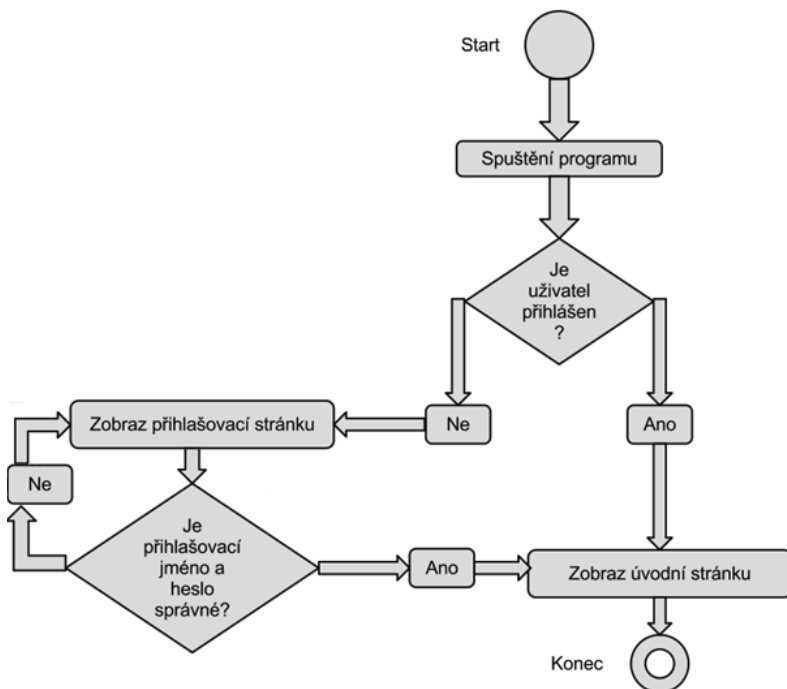 Start
Spuštění programu
Je
uživatel
přihlášen
?
Zobraz přihlašovací stránku
Ne
Ano
Ne
Je
přihlašovací
jméno a
heslo
správné?
Ano
Zobraz úvodní stránku
Konec